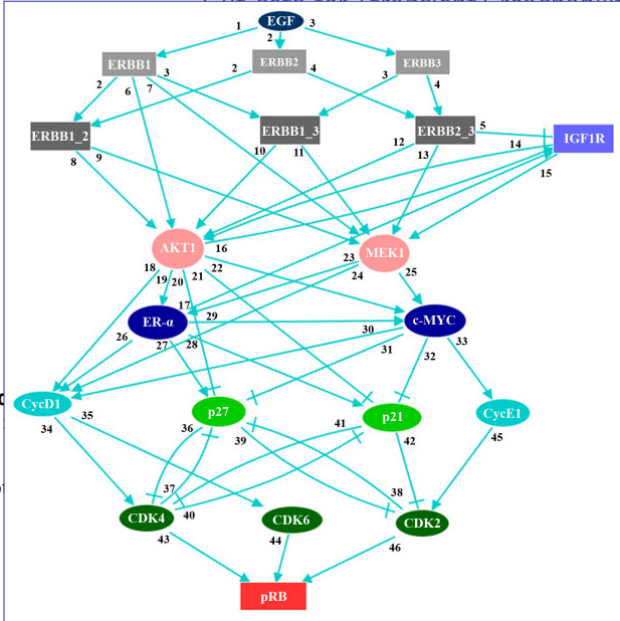 EGF
1
2
3
ERBB1
ERBB2
ERBB3
2
6
7
3
2
4
3
4
ERBB1_2
ERBB1_3
ERBB2_3
5
IGF1R
8
9
10
11
12
13
14
15
AKT1
MEK1
16
18
19
20
21
22
23
24
25
17
ER-α
29
c-MYC
26
27
28
30
31
32
33
CycD1
p27
p21
CycE1
34
35
36
39
41
42
45
37
40
38
CDK4
CDK6
CDK2
43
44
46
pRB